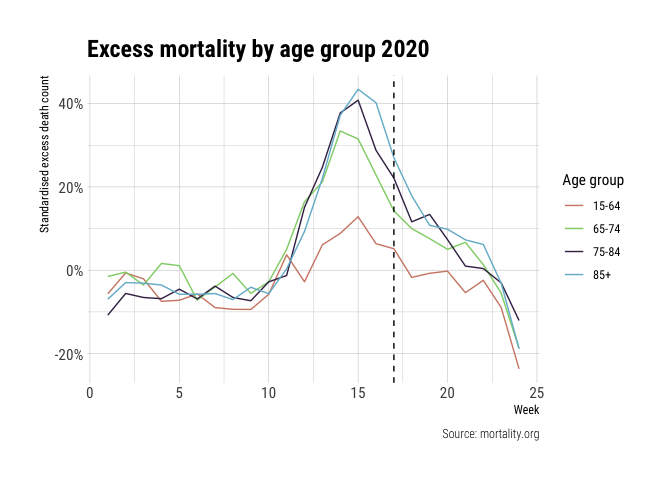 Excess mortality by age group 2020
Standardised excess death count
40%
20%
0%
-20%
0 5 10 15 20 25
Week
Age group
15-64
65-74
75-84
85+
Source: mortality.org